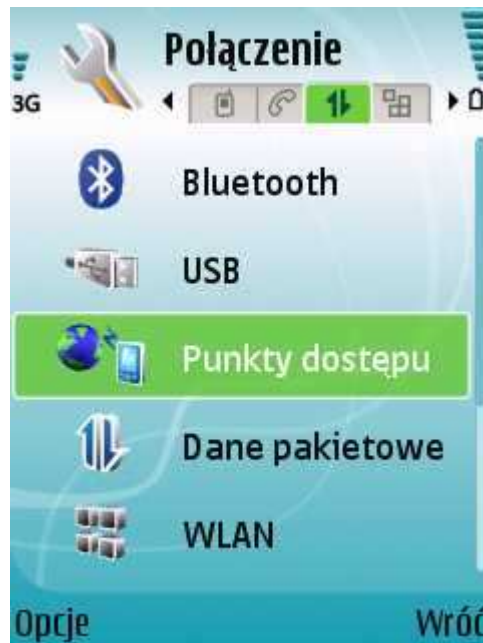 Połączenie
3G
Bluetooth
USB
Punkty dostępu
Dane pakietowe
WLAN
Opcje
Wróć